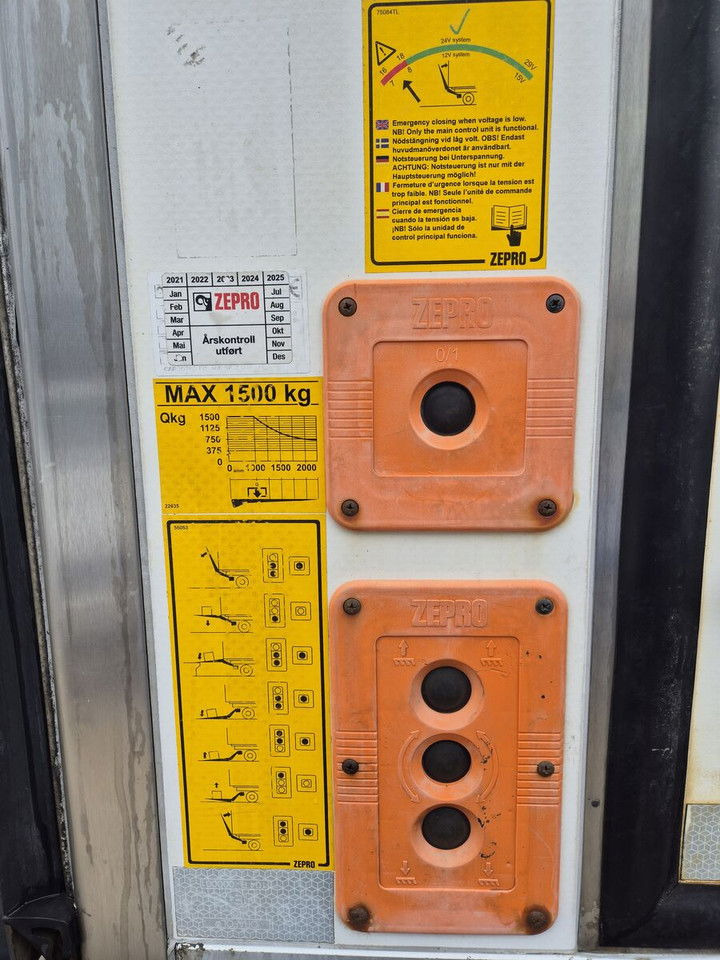 75084TL
24V system
12V system
16
18
29V
7
8
15V
Emergency closing when voltage is low.
NB! Only the main control unit is functional.
Nödstängning vid låg volt. OBS! Endast
huvudmanöverdonet är användbart.
Notsteuerung bei Unterspannung.
ACHTUNG: Notsteuerung ist nur mit der
Hauptsteuerung möglich!
Fermeture d'urgence lorsque la tension est
trop faible. NB! Seule l'unité de commande
principal est fonctionnel.
Cierre de emergencia
cuando la tensión es baja.
¡NB! Sólo la unidad de
control principal funciona.
ZEPRO
2021 2022 2023 2024 2025
Jan
Feb
Mar
Apr
Mai
ZEPRO
Årskontroll
utført
Jul
Aug
Sep
Okt
Nov
Des
MAX 1500 kg
Qkg
1500
1125
750
375
0
0 1000 1500 2000
22635
ZEPRO
0/1
ZEPRO
ZEPRO